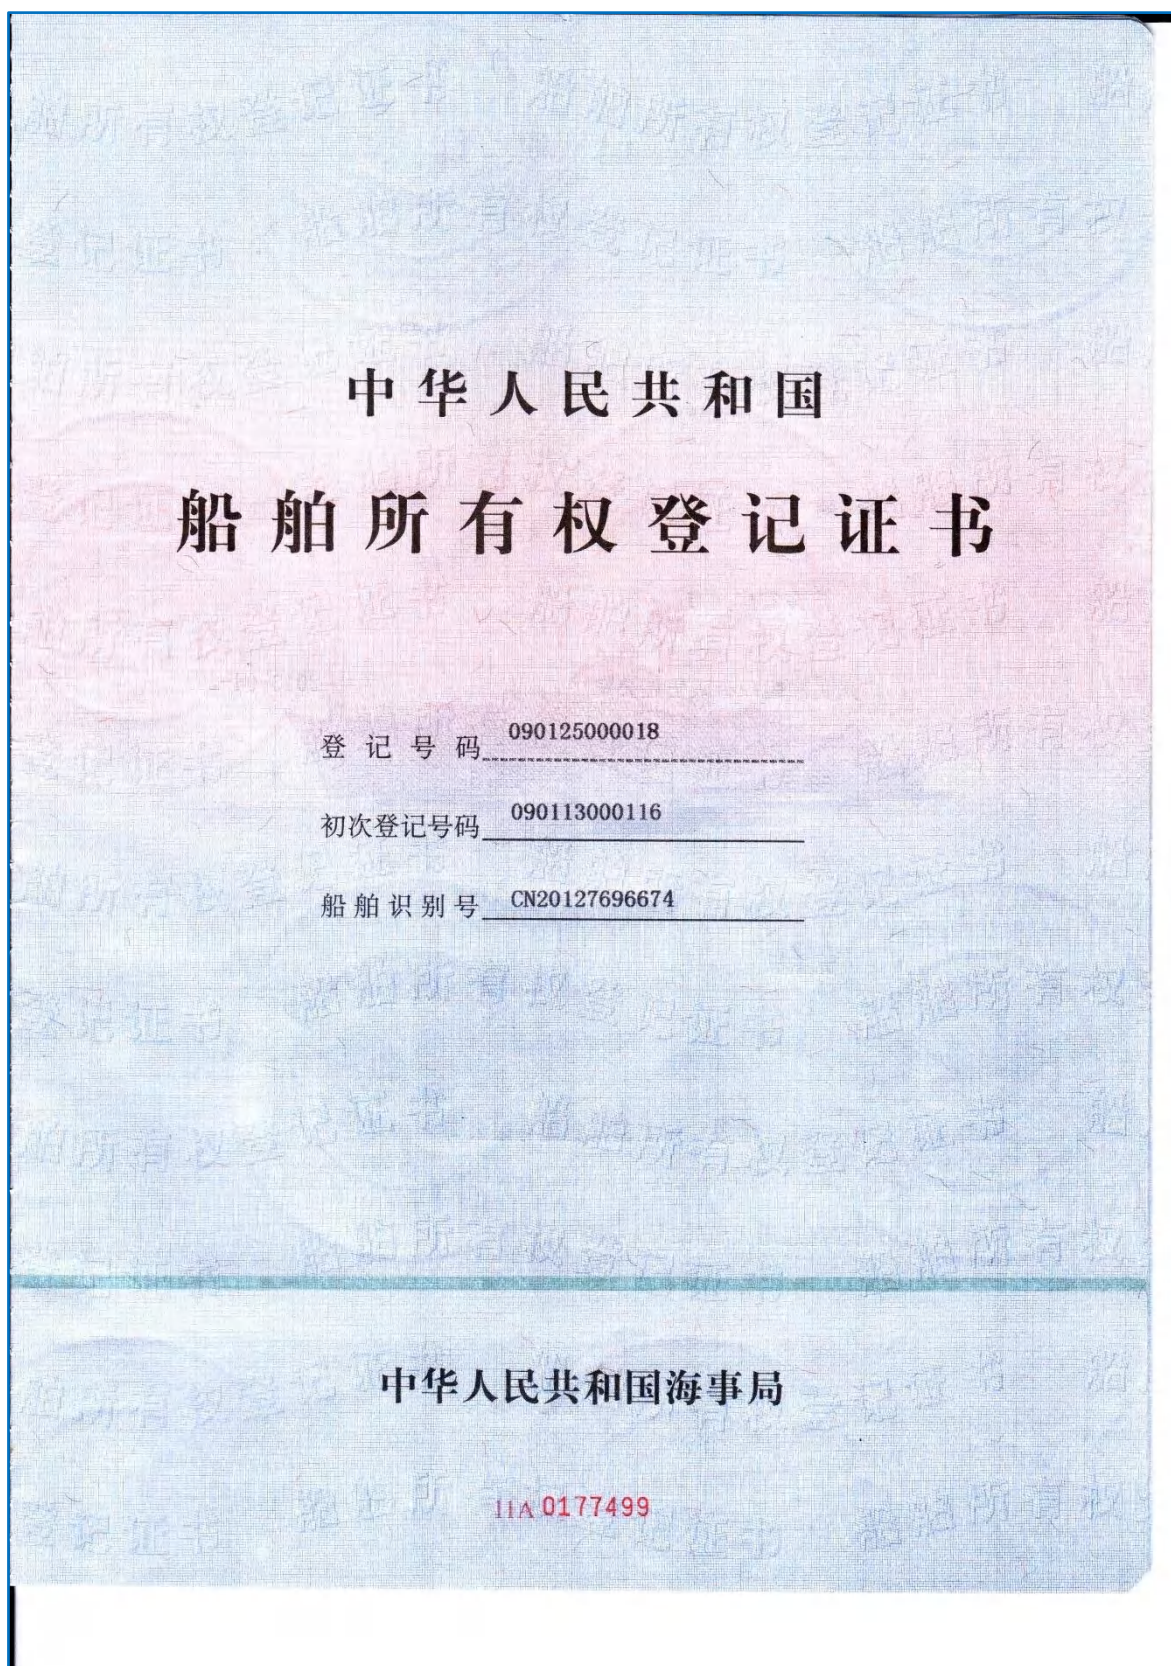 中华人民共和国
船舶所有权登记证书
登记号码 090125000018
初次登记号码 090113000116
船舶识别号 CN20127696674
中华人民共和国海事局
11A 0177499